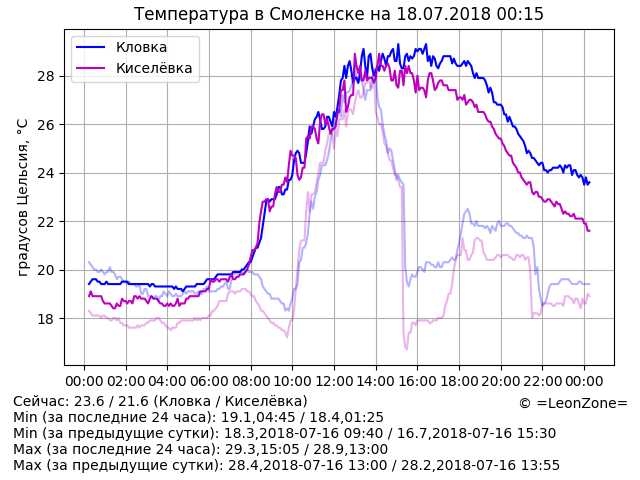 Температура в Смоленске на 18.07.2018 00:15
Кловка
Киселёвка
градусов Цельсия, °C
28
26
24
22
20
18
00:00 02:00 04:00 06:00 08:00 10:00 12:00 14:00 16:00 18:00 20:00 22:00 00:00
Сейчас: 23.6 / 21.6 (Кловка / Киселёвка)
© =LeonZone=
Min (за последние 24 часа): 19.1,04:45 / 18.4,01:25
Min (за предыдущие сутки): 18.3,2018-07-16 09:40 / 16.7,2018-07-16 15:30
Max (за последние 24 часа): 29.3,15:05 / 28.9,13:00
Max (за предыдущие сутки): 28.4,2018-07-16 13:00 / 28.2,2018-07-16 13:55